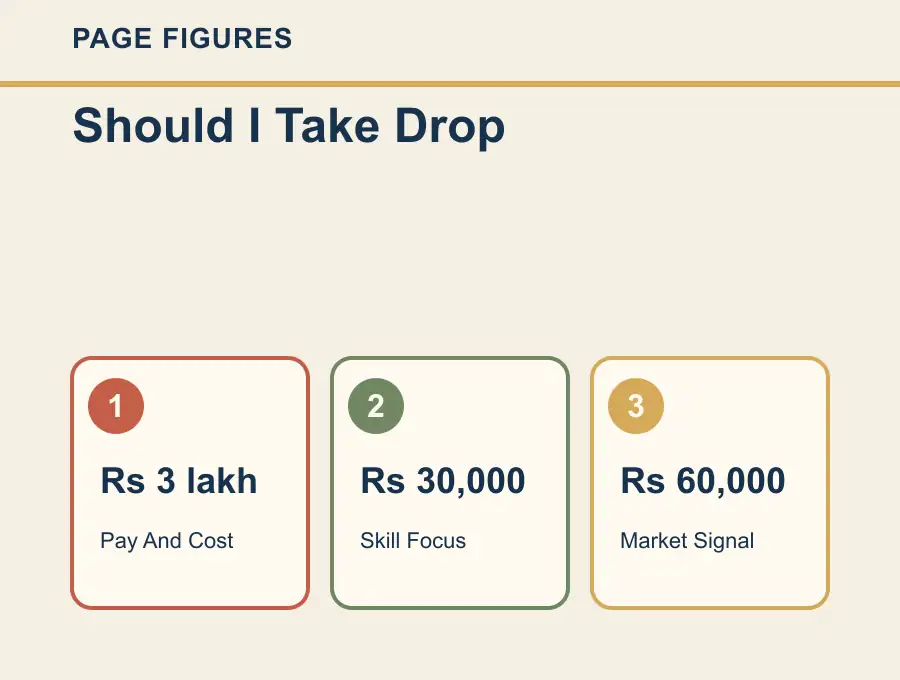 PAGE FIGURES
Should I Take Drop
1
Rs 3 lakh
Pay And Cost
2
Rs 30,000
Skill Focus
3
Rs 60,000
Market Signal